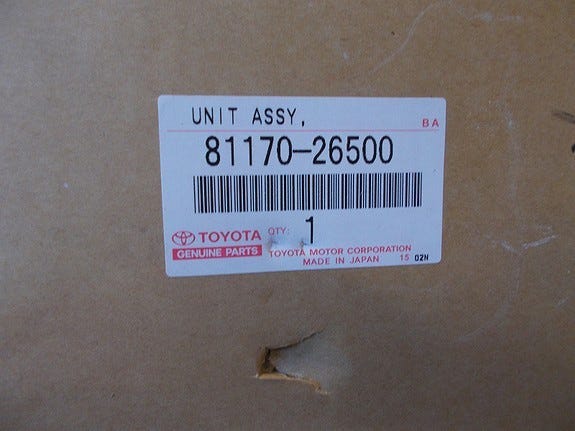 UNIT ASSY,
BA
81170-26500
QTY: 1
TOYOTA
GENUINE PARTS
TOYOTA MOTOR CORPORATION
MADE IN JAPAN 15 02N